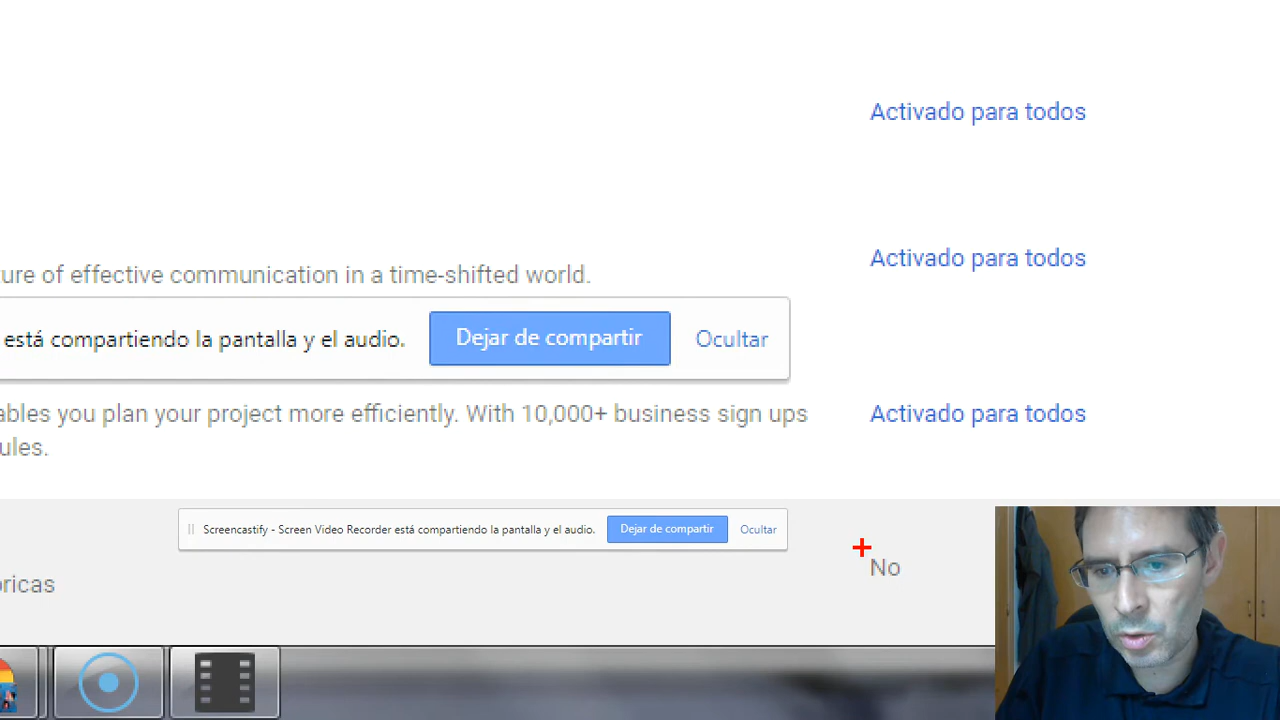 Activado para todos
Activado para todos
ure of effective communication in a time-shifted world.
está compartiendo la pantalla y el audio. Dejar de compartir Ocultar
ables you plan your project more efficiently. With 10,000+ business sign ups Activado para todos
ules.
Screencastify - Screen Video Recorder está compartiendo la pantalla y el audio. Dejar de compartir Ocultar
No
oricas